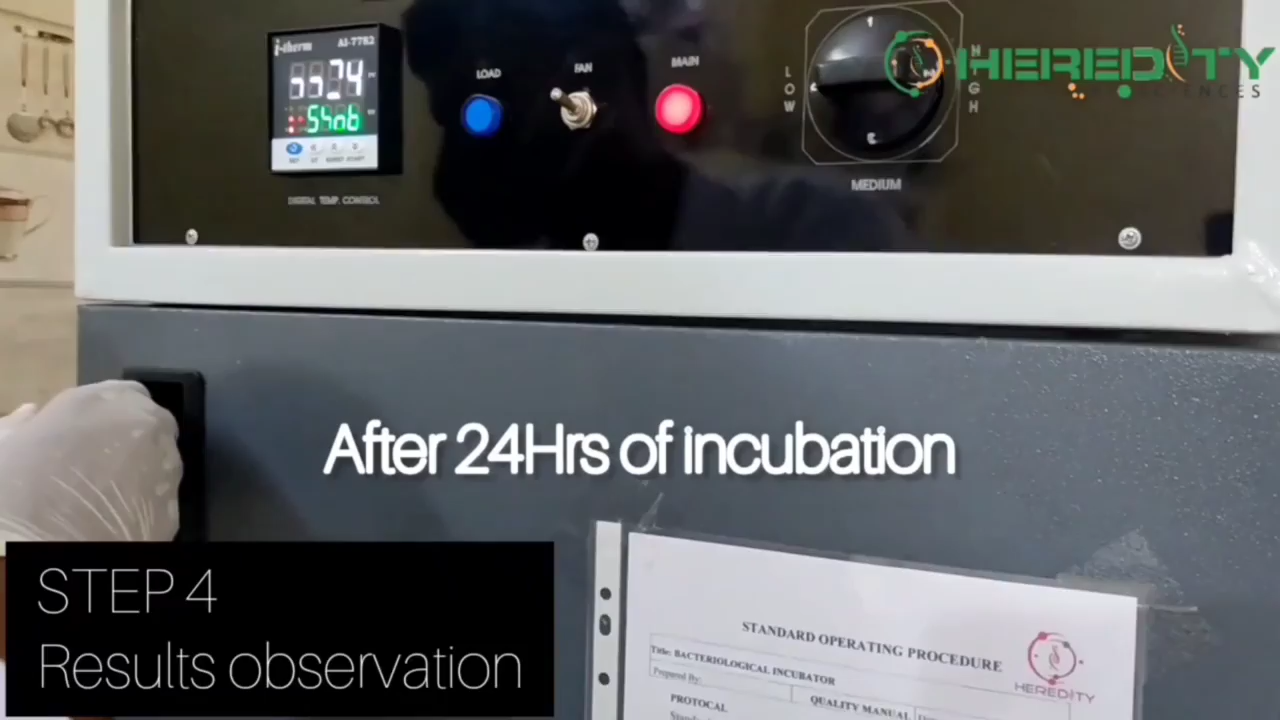 i-therm AI-7782
LOAD
FAN
MAIN
LOW
HIGH
MEDIUM
DIGITAL TEMP. CONTROL
HEREDITY
SCIENCES
After 24Hrs of incubation
STEP 4
Results observation
STANDARD OPERATING PROCEDURE
HEREDITY
Title: BACTERIOLOGICAL INCUBATOR
Prepared By:
QUALITY MANUAL
PROTOCAL